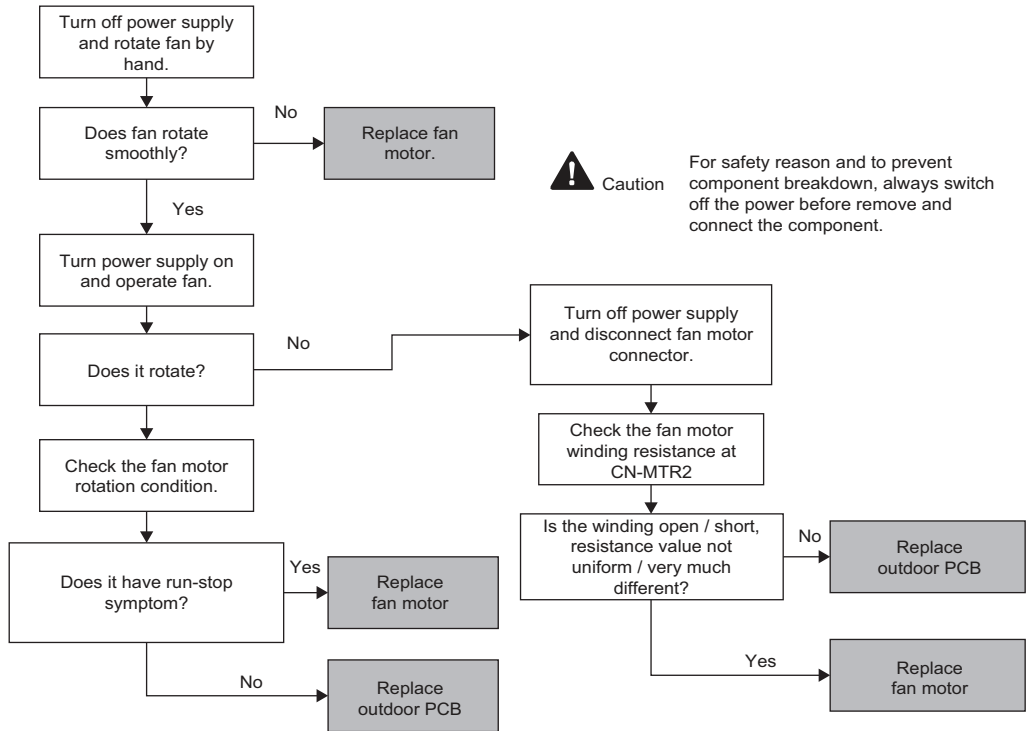 Turn off power supply
and rotate fan by
hand.
Does fan rotate
smoothly?
No
Replace fan
motor.
Caution
For safety reason and to prevent
component breakdown, always switch
off the power before remove and
connect the component.
Yes
Turn power supply on
and operate fan.
Does it rotate?
No
Turn off power supply
and disconnect fan motor
connector.
Check the fan motor
rotation condition.
Check the fan motor
winding resistance at
CN-MTR2
Does it have run-stop
symptom?
Yes
Replace
fan motor
No
Replace
outdoor PCB
Is the winding open / short,
resistance value not
uniform / very much
different?
No
Replace
outdoor PCB
Yes
Replace
fan motor